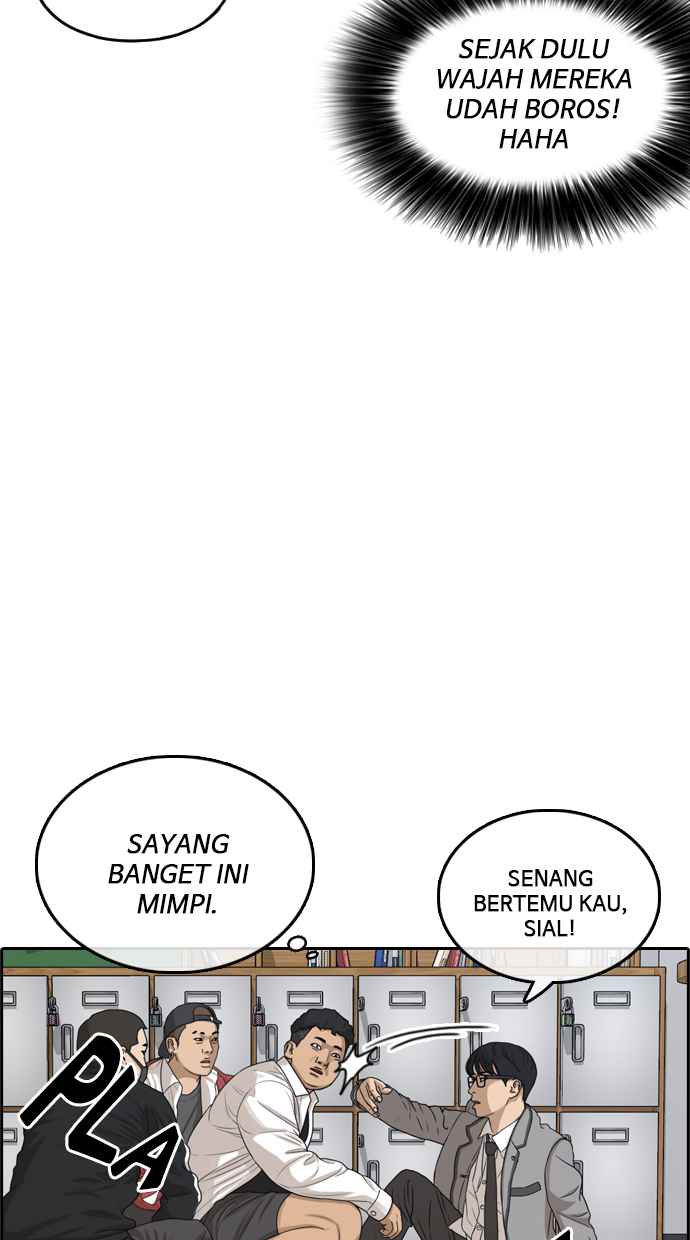 SEJAK DULU
WAJAH MEREKA
UDAH BOROS!
HAHA
SAYANG
BANGET INI
MIMPI.
SENANG
BERTEMU KAU,
SIAL!
PLA